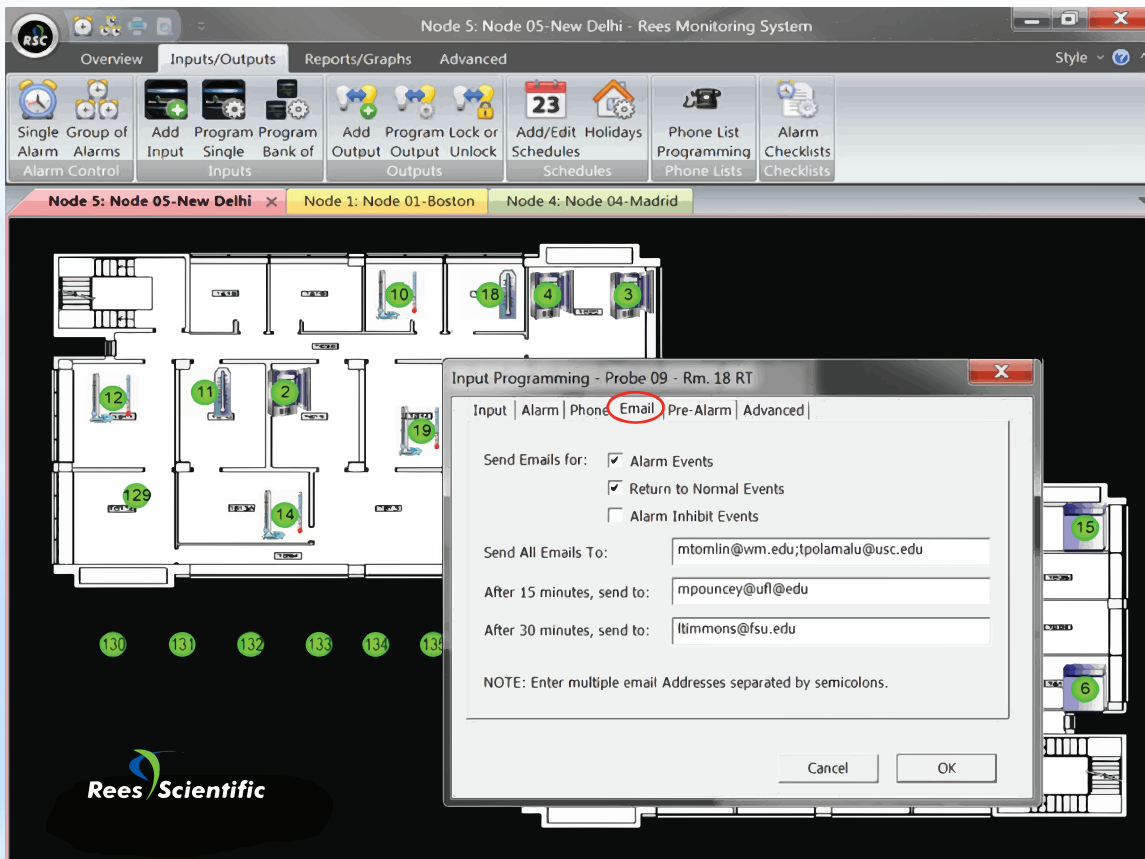 RSC
Node 5: Node 05-New Delhi - Rees Monitoring System
Overview Inputs/Outputs Reports/Graphs Advanced Style
23
Single Group of Add Program Program Add Program Lock or Add/Edit Holidays Phone List Alarm
Alarm Alarms Input Single Bank of Output Output Unlock Schedules Programming Checklists
Alarm Control Inputs Outputs Schedules Phone Lists Checklists
Node 5: Node 05-New Delhi Node 1: Node 01-Boston Node 4: Node 04-Madrid
10 18 4 3
12 11 2
19
129
14
15
130 131 132 133 134 135
6
Input Programming - Probe 09 - Rm. 18 RT
Input Alarm Phone Email Pre-Alarm Advanced
Send Emails for: Alarm Events
Return to Normal Events
Alarm Inhibit Events
Send All Emails To: mtomlin@wm.edu;tpolamalu@usc.edu
After 15 minutes, send to: mpouncey@ufl@edu
After 30 minutes, send to: ltimmons@fsu.edu
NOTE: Enter multiple email Addresses separated by semicolons.
Cancel OK
Rees Scientific